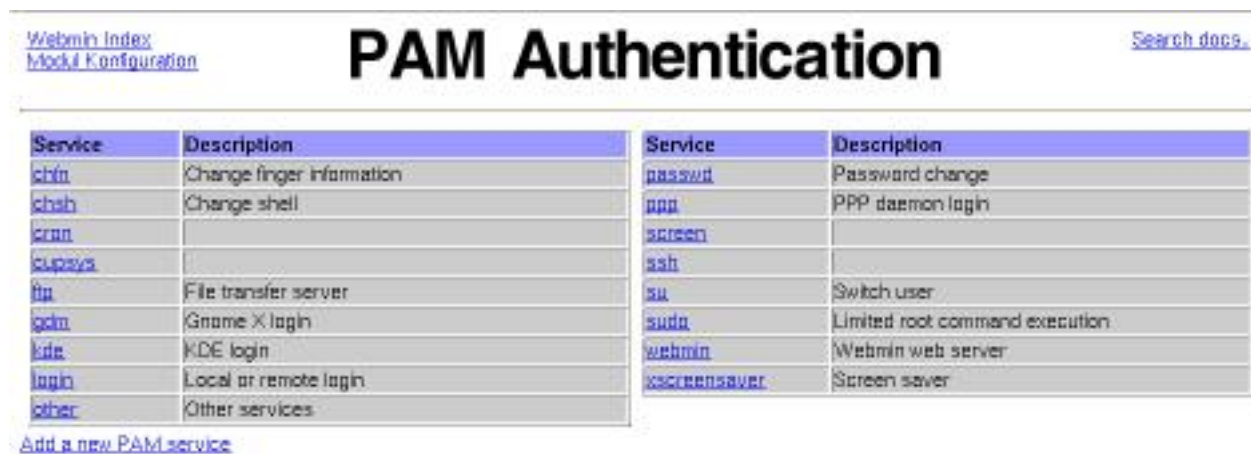 Webmin Index
Modul Konfiguration
PAM Authentication
Search docs..
Service Description
chfn Change finger information
chsh Change shell
cron
cupsys
ftp File transfer server
gdm Gnome X login
kde KDE login
login Local or remote login
other Other services
Service Description
passwd Password change
ppp PPP daemon login
screen
ssh
su Switch user
sudo Limited root command execution
webmin Webmin web server
xscreensaver Screen saver
Add a new PAM service